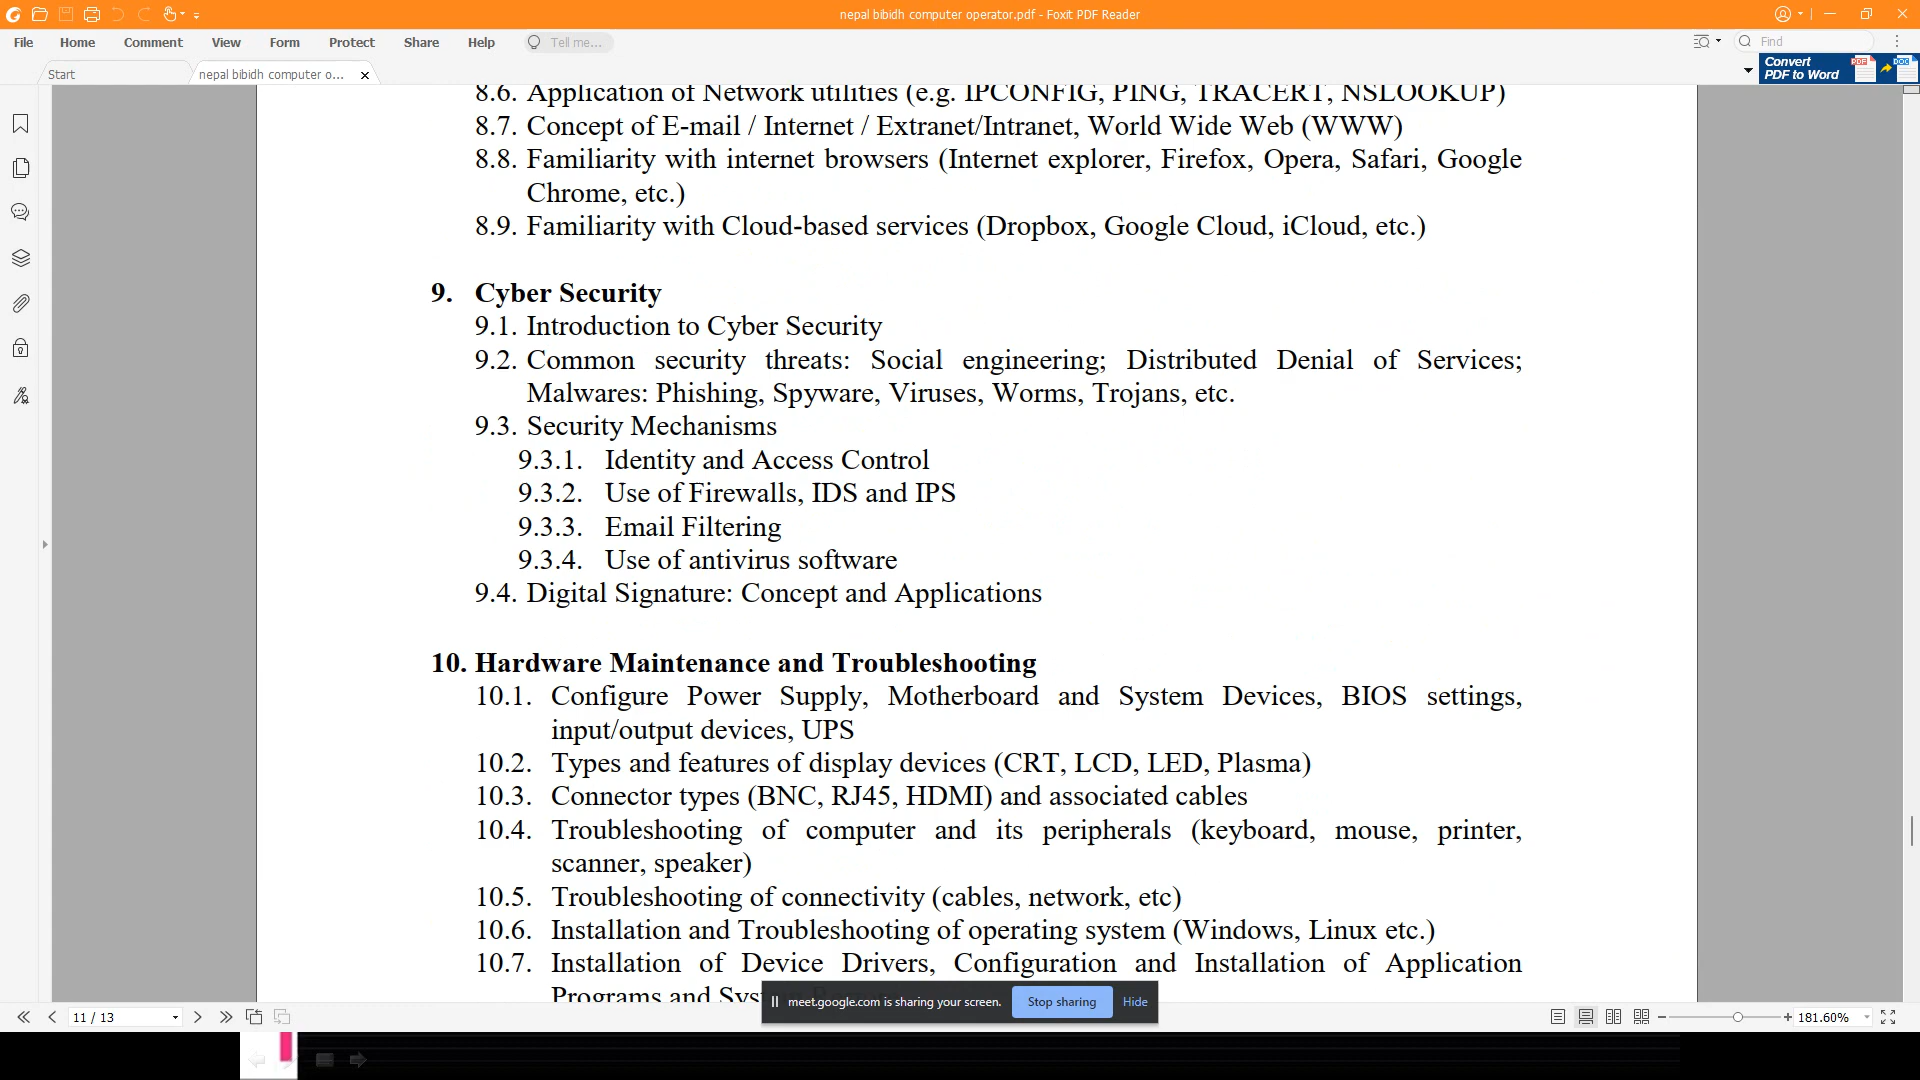 nepal bibidh computer operator.pdf - Foxit PDF Reader
File Home Comment View Form Protect Share Help Tell me... Find
Start nepal bibidh computer o... Convert PDF to Word PDF DOC
8.6. Application of Network utilities (e.g. IPCONFIG, PING, TRACERT, NSLOOKUP)
8.7. Concept of E-mail / Internet / Extranet/Intranet, World Wide Web (WWW)
8.8. Familiarity with internet browsers (Internet explorer, Firefox, Opera, Safari, Google
Chrome, etc.)
8.9. Familiarity with Cloud-based services (Dropbox, Google Cloud, iCloud, etc.)
9. Cyber Security
9.1. Introduction to Cyber Security
9.2. Common security threats: Social engineering; Distributed Denial of Services;
Malwares: Phishing, Spyware, Viruses, Worms, Trojans, etc.
9.3. Security Mechanisms
9.3.1. Identity and Access Control
9.3.2. Use of Firewalls, IDS and IPS
9.3.3. Email Filtering
9.3.4. Use of antivirus software
9.4. Digital Signature: Concept and Applications
10. Hardware Maintenance and Troubleshooting
10.1. Configure Power Supply, Motherboard and System Devices, BIOS settings,
input/output devices, UPS
10.2. Types and features of display devices (CRT, LCD, LED, Plasma)
10.3. Connector types (BNC, RJ45, HDMI) and associated cables
10.4. Troubleshooting of computer and its peripherals (keyboard, mouse, printer,
scanner, speaker)
10.5. Troubleshooting of connectivity (cables, network, etc)
10.6. Installation and Troubleshooting of operating system (Windows, Linux etc.)
10.7. Installation of Device Drivers, Configuration and Installation of Application
Programs and
meet.google.com is sharing your screen. Stop sharing Hide
11 / 13 181.60%